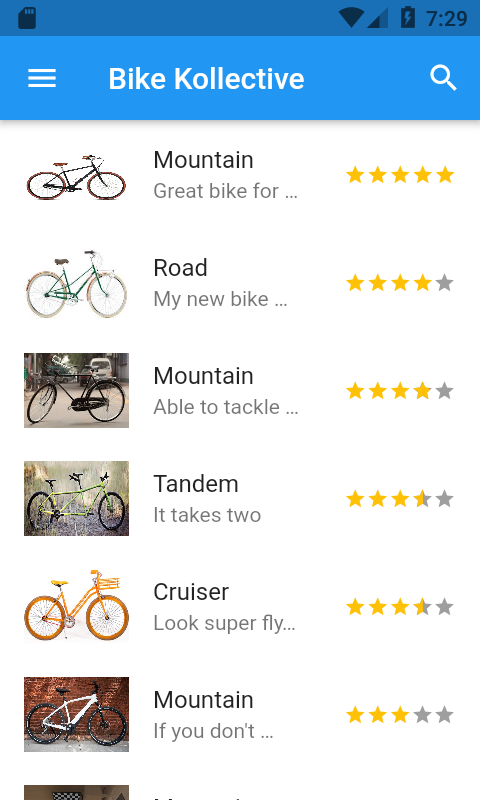 7:29
Bike Kollective
Mountain
Great bike for ...
Road
My new bike ...
Mountain
Able to tackle ...
Tandem
It takes two
Cruiser
Look super fly...
Mountain
If you don't ...